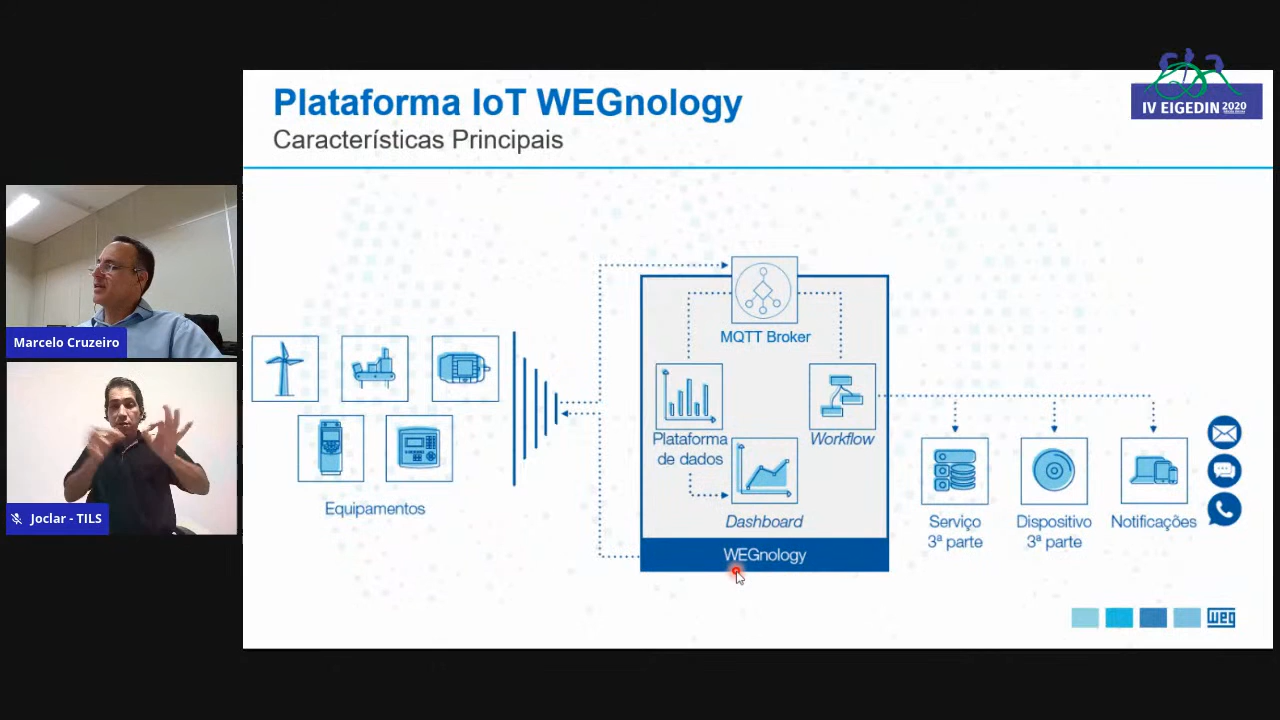 Plataforma IoT WEGnology
Características Principais
IV EIGEDIN 2020
Marcelo Cruzeiro
Joclar - TILS
Equipamentos
MQTT Broker
Plataforma
de dados
Workflow
Dashboard
WEGnology
Serviço
3ª parte
Dispositivo
3ª parte
Notificações
weg